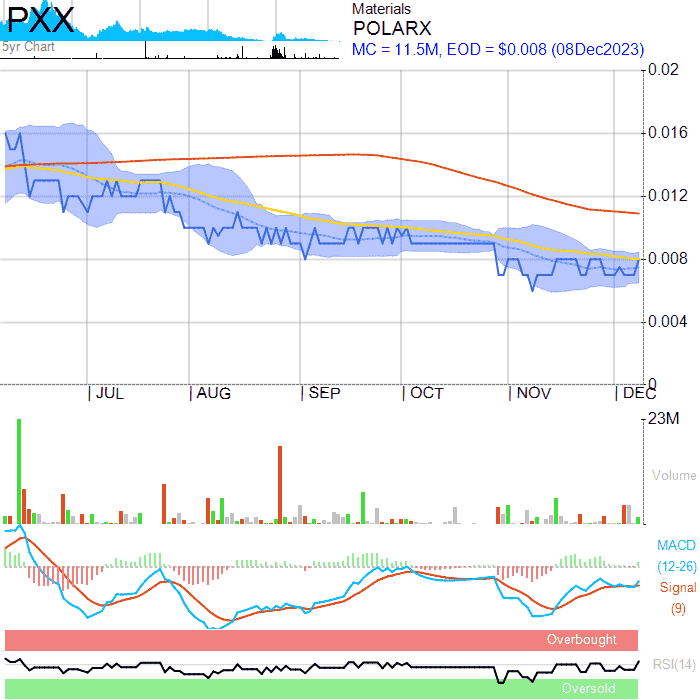 PXX
5yr Chart
Materials
POLARX
MC = 11.5M, EOD = $0.008 (08Dec2023)
0.02
0.016
0.012
0.008
0.004
0
JUL AUG SEP OCT NOV DEC
23M
Volume
MACD
(12-26)
Signal
(9)
Overbought
RSI(14)
Oversold